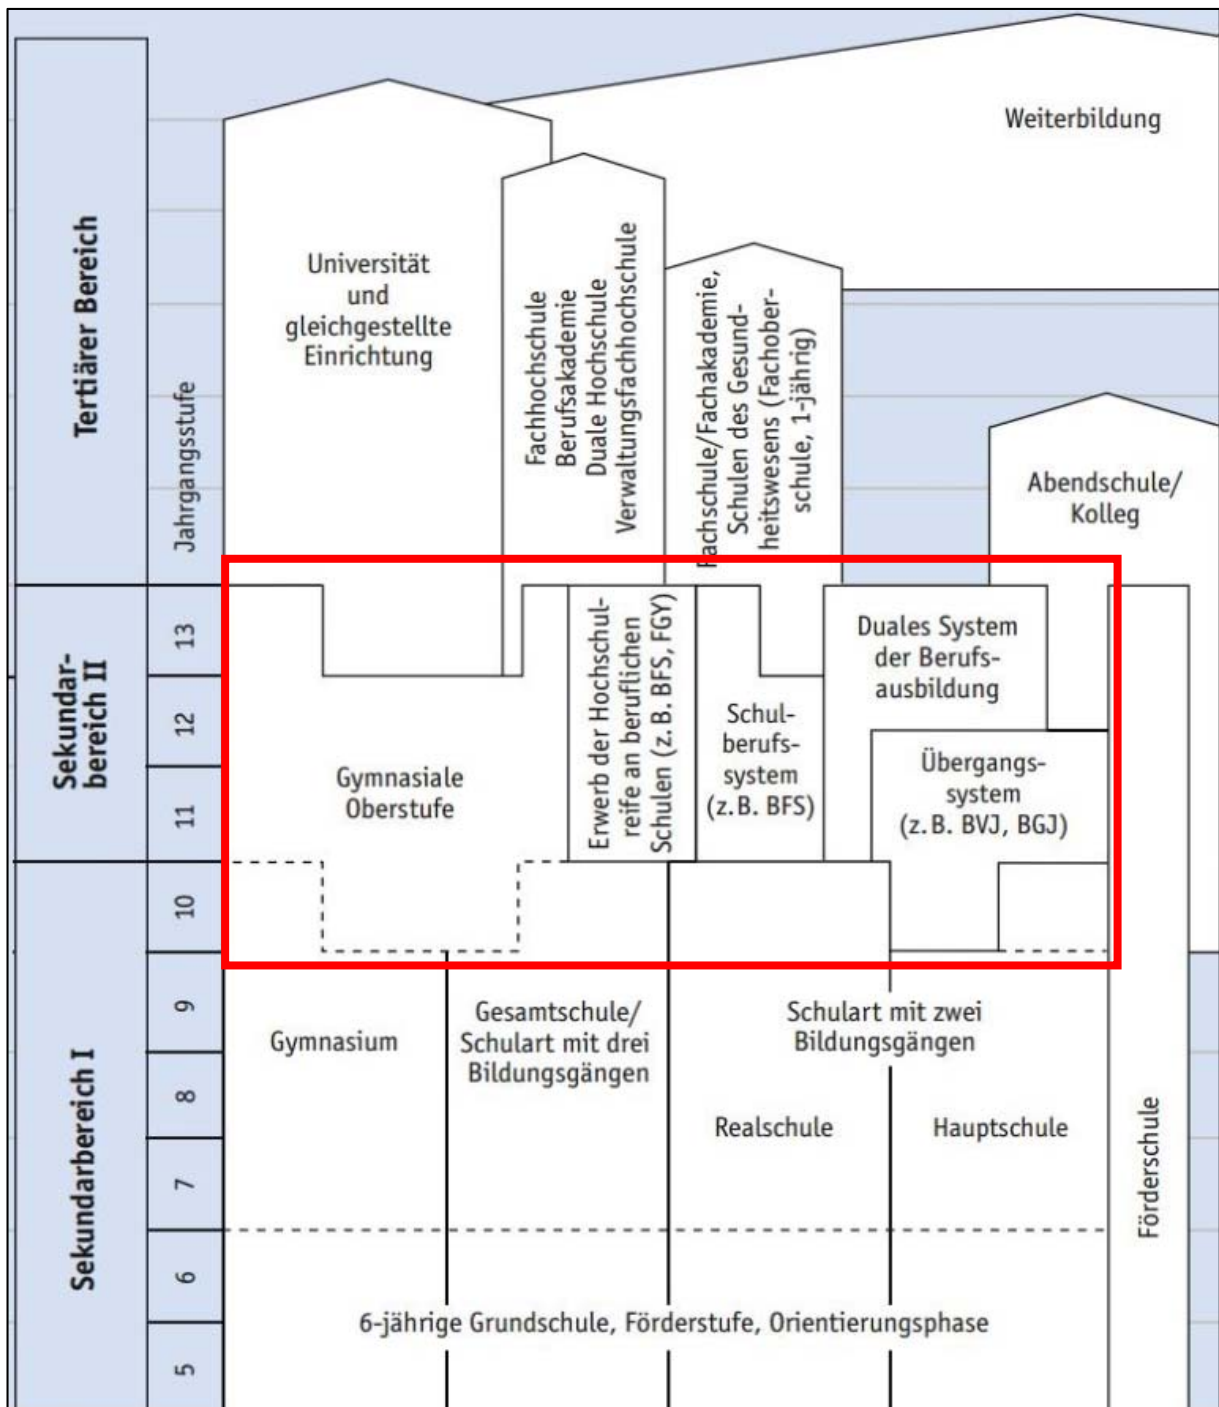 Weiterbildung
Tertiärer Bereich
Jahrgangsstufe
Universität
und
gleichgestellte
Einrichtung
Fachhochschule
Berufsakademie
Duale Hochschule
Verwaltungsfachhochschule
Fachschule/Fachakademie,
Schulen des Gesund-
heitswesens (Fachober-
schule, 1-jährig)
Abendschule/
Kolleg
Sekundar-
bereich II
13
12
11
Gymnasiale
Oberstufe
Erwerb der Hochschul-
reife an beruflichen
Schulen (z. B. BFS, FGY)
Schul-
berufs-
system
(z. B. BFS)
Duales System
der Berufs-
ausbildung
Übergangs-
system
(z. B. BVJ, BGJ)
Sekundarbereich I
10
9
8
7
6
5
Gymnasium
Gesamtschule/
Schulart mit drei
Bildungsgängen
Schulart mit zwei
Bildungsgängen
Realschule
Hauptschule
Förderschule
6-jährige Grundschule, Förderstufe, Orientierungsphase